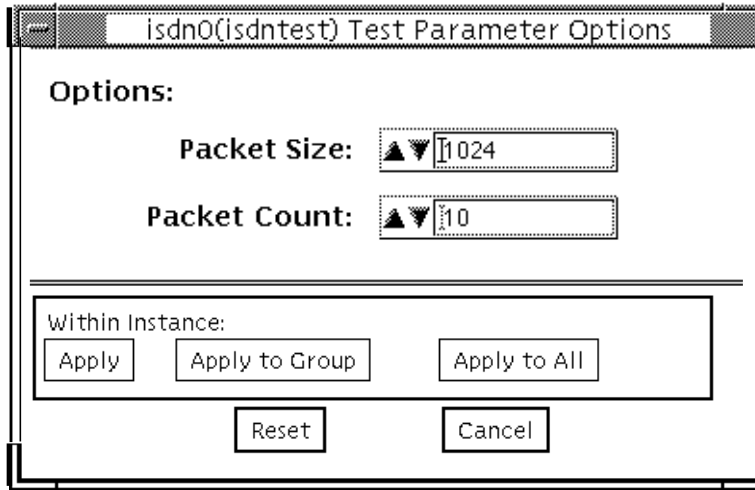 isdn0(isdntest) Test Parameter Options
Options:
Packet Size: 1024
Packet Count: 10
Within Instance:
Apply Apply to Group Apply to All
Reset Cancel